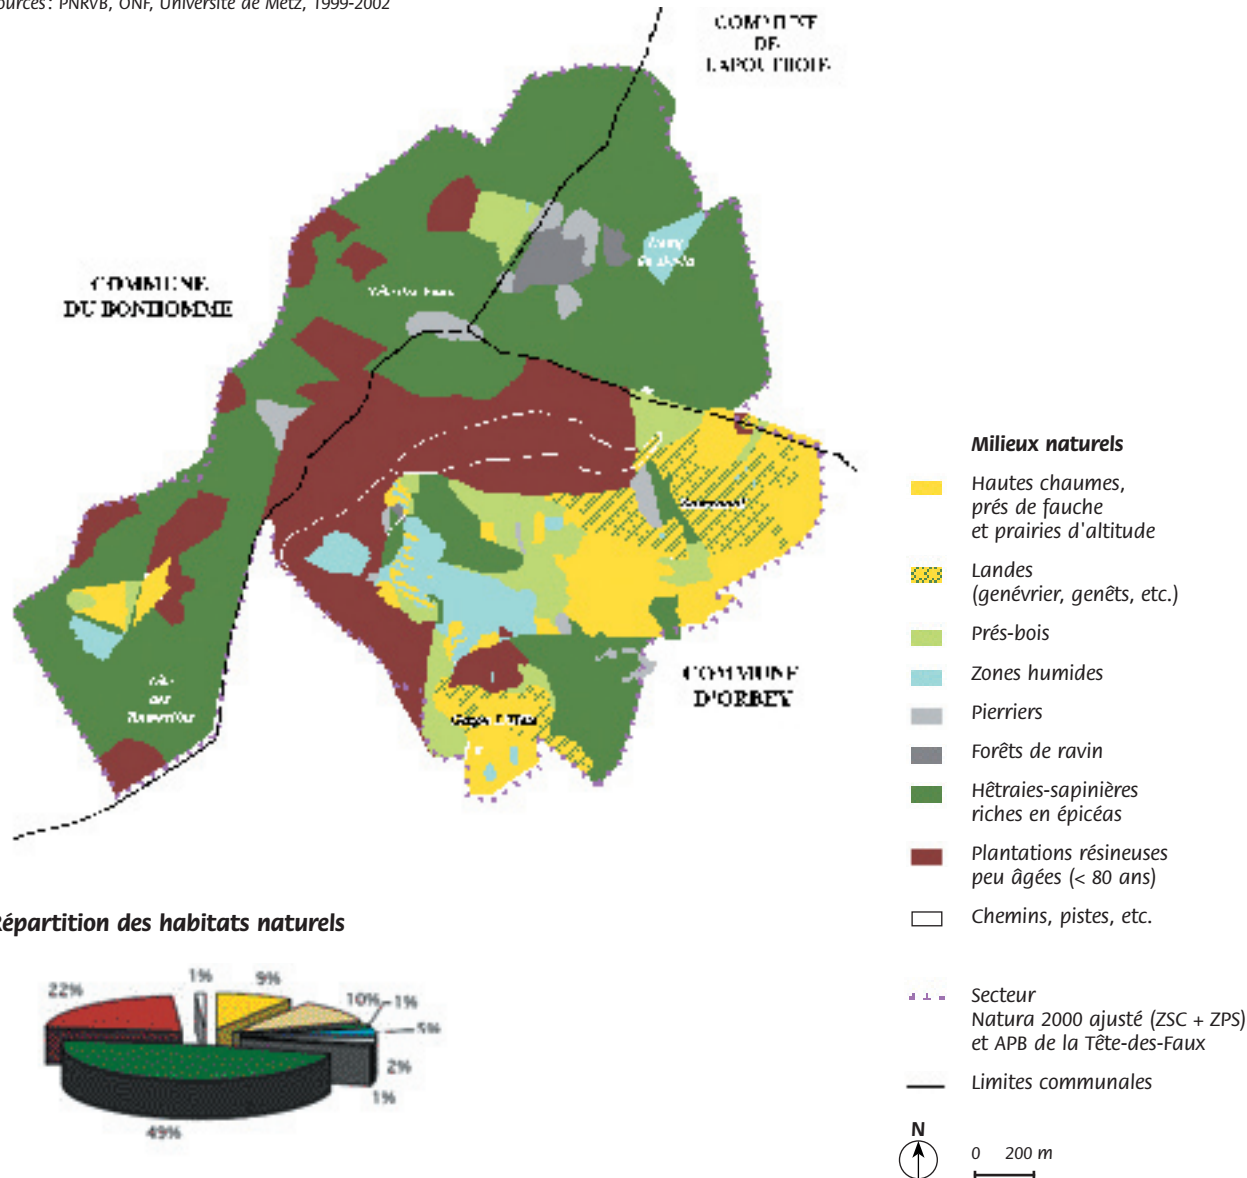 PNRVB, ONF, Université de Metz, 1999-2002
COMMUNE
DE
LAPOUTROIE
COMMUNE
DU BONHOMME
COMMUNE
D'ORBEY
des
Milieux naturels
Hautes chaumes,
prés de fauche
et prairies d'altitude
Landes
(genévrier, genêts, etc.)
Prés-bois
Zones humides
Pierriers
Forêts de ravin
Hêtraies-sapinières
riches en épicéas
Plantations résineuses
peu âgées (< 80 ans)
Chemins, pistes, etc.
Secteur
Natura 2000 ajusté (ZSC + ZPS)
et APB de la Tête-des-Faux
Limites communales
N
0 200 m
Répartition des habitats naturels
22%
1%
9%
10%
1%
5%
2%
1%
49%